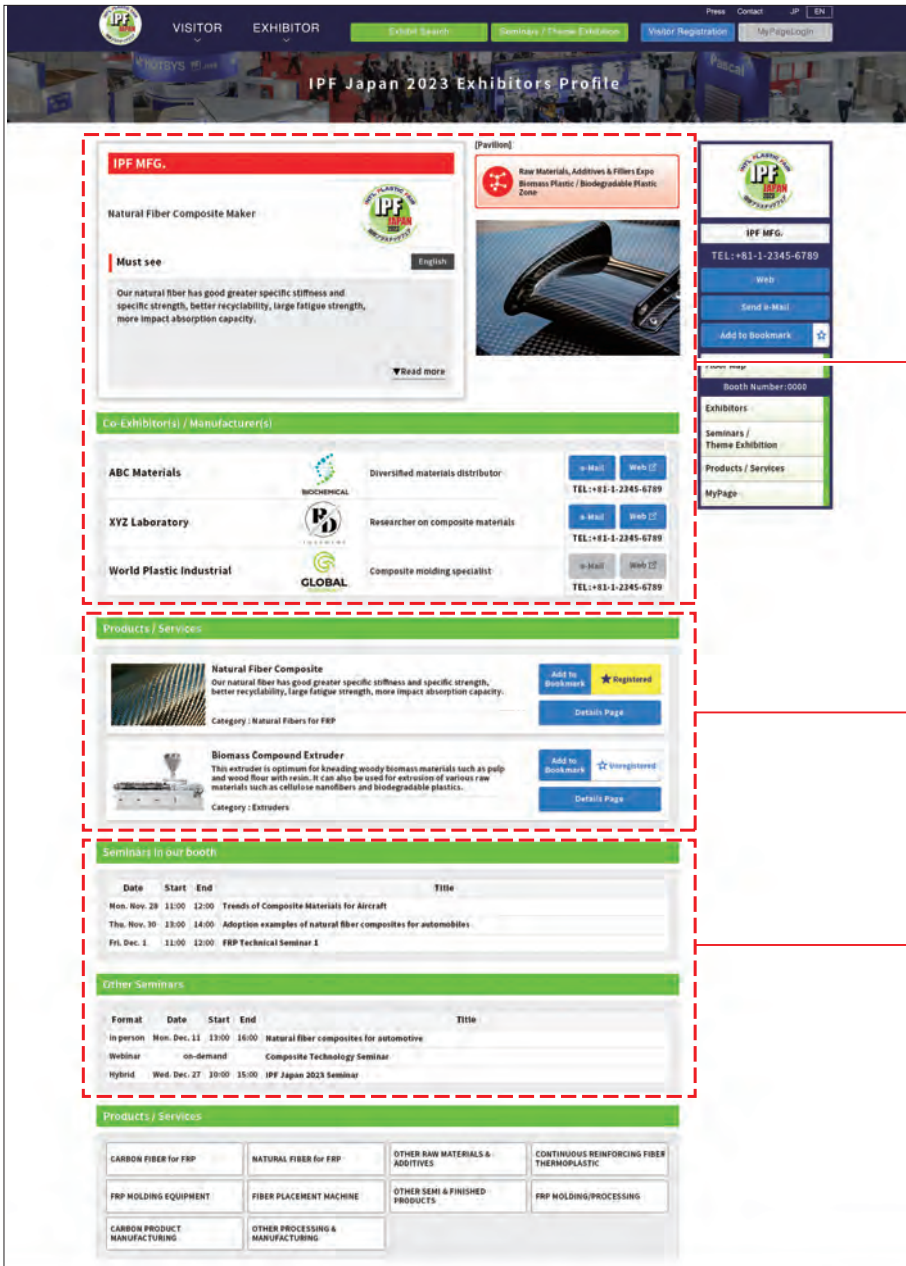 Press Contact JP EN
VISITOR EXHIBITOR Exhibit Search Seminars / Theme Exhibition Visitor Registration MyPageLogin
IPF Japan 2023 Exhibitors Profile
Pascal
IPF MFG.
Natural Fiber Composite Maker
INT'L PLASTIC FAIR
IPF
JAPAN
2023
Must see English
Our natural fiber has good greater specific stiffness and
specific strength, better recyclability, large fatigue strength,
more impact absorption capacity.
▼Read more
[Pavilion]
Raw Materials, Additives & Fillers Expo
Biomass Plastic / Biodegradable Plastic
Zone
INT'L PLASTIC FAIR
IPF
JAPAN
2023
IPF MFG.
TEL:+81-1-2345-6789
Web
Send e-Mail
Add to Bookmark ☆
Floor Map
Booth Number:0000
Exhibitors
Seminars /
Theme Exhibition
Products / Services
MyPage
Co-Exhibitor(s) / Manufacturer(s)
ABC Materials BIOCHEMICAL Diversified materials distributor e-Mail Web
TEL:+81-1-2345-6789
XYZ Laboratory Researcher on composite materials e-Mail Web
TEL:+81-1-2345-6789
World Plastic Industrial GLOBAL Composite molding specialist e-Mail Web
TEL:+81-1-2345-6789
Products / Services
Natural Fiber Composite
Our natural fiber has good greater specific stiffness and specific strength,
better recyclability, large fatigue strength, more impact absorption capacity.
Category : Natural Fibers for FRP
Add to
Bookmark ★ Registered
Details Page
Biomass Compound Extruder
This extruder is optimum for kneading woody biomass materials such as pulp
and wood flour with resin. It can also be used for extrusion of various raw
materials such as cellulose nanofibers and biodegradable plastics.
Category : Extruders
Add to
Bookmark ☆ Unregistered
Details Page
Seminars in our booth
Date Start End Title
Mon. Nov. 28 11:00 12:00 Trends of Composite Materials for Aircraft
Thu. Nov. 30 13:00 14:00 Adoption examples of natural fiber composites for automobiles
Fri. Dec. 1 11:00 12:00 FRP Technical Seminar 1
Other Seminars
Format Date Start End Title
In person Mon. Dec. 11 13:00 16:00 Natural fiber composites for automotive
Webinar on-demand Composite Technology Seminar
Hybrid Wed. Dec. 27 10:00 15:00 IPF Japan 2023 Seminar
Products / Services
CARBON FIBER for FRP
NATURAL FIBER for FRP
OTHER RAW MATERIALS &
ADDITIVES
CONTINUOUS REINFORCING FIBER
THERMOPLASTIC
FRP MOLDING EQUIPMENT
FIBER PLACEMENT MACHINE
OTHER SEMI & FINISHED
PRODUCTS
FRP MOLDING/PROCESSING
CARBON PRODUCT
MANUFACTURING
OTHER PROCESSING &
MANUFACTURING